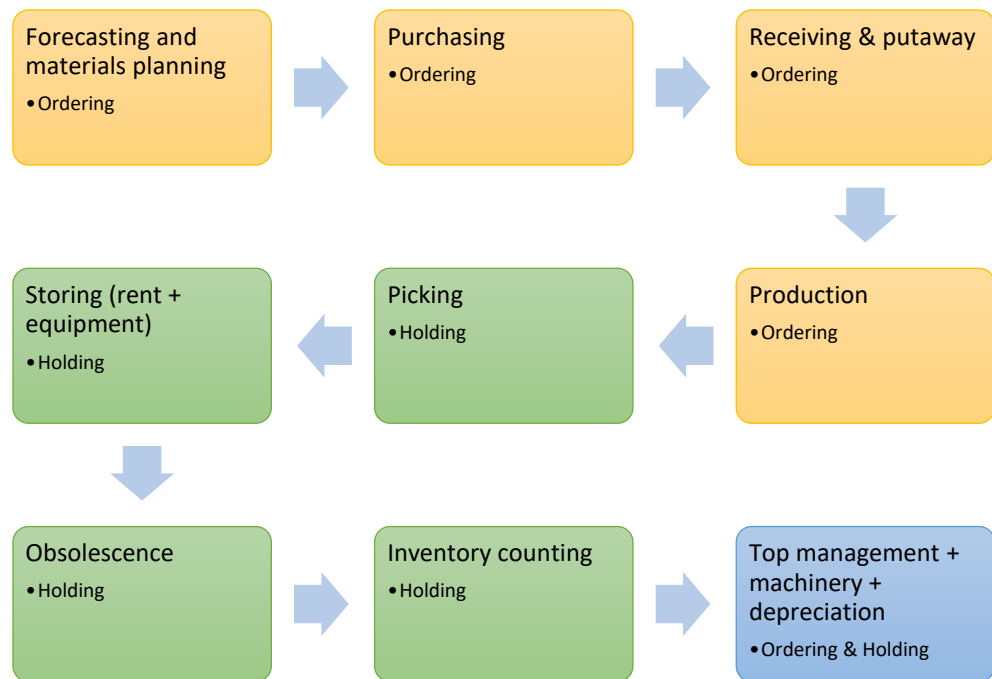 Forecasting and
materials planning
•Ordering
Purchasing
•Ordering
Receiving & putaway
•Ordering
Production
•Ordering
Picking
•Holding
Storing (rent +
equipment)
•Holding
Obsolescence
•Holding
Inventory counting
•Holding
Top management +
machinery +
depreciation
•Ordering & Holding